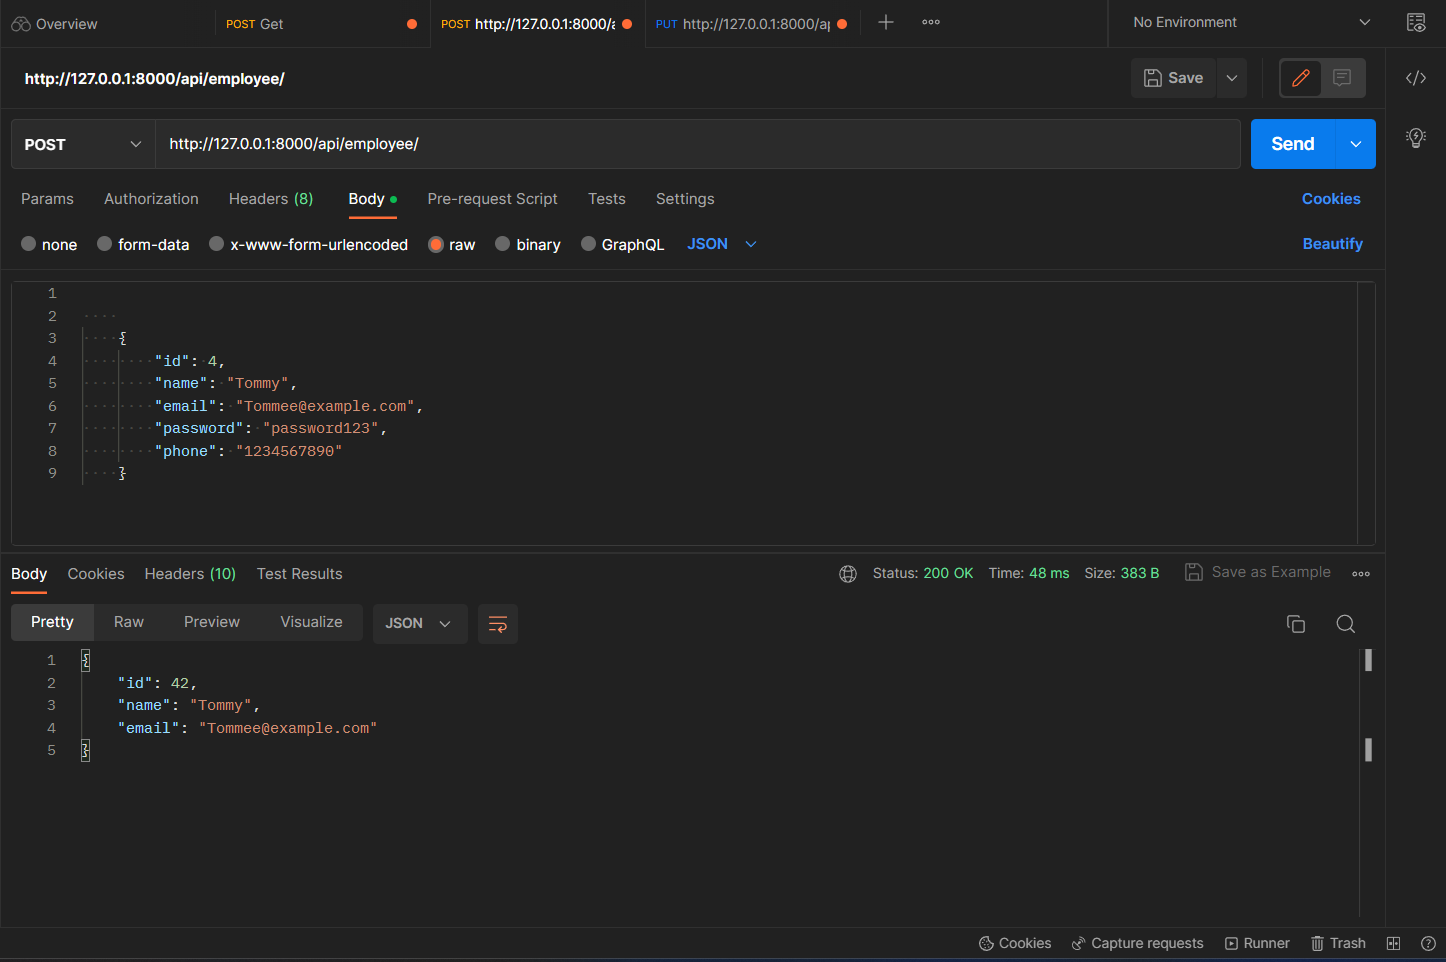 Overview
POST Get
POST http://127.0.0.1:8000/a
PUT http://127.0.0.1:8000/ap
No Environment
http://127.0.0.1:8000/api/employee/
Save
POST
http://127.0.0.1:8000/api/employee/
Send
Params Authorization Headers (8) Body Pre-request Script Tests Settings Cookies
none form-data x-www-form-urlencoded raw binary GraphQL JSON Beautify
1
2
3 {
4 "id": 4,
5 "name": "Tommy",
6 "email": "Tommee@example.com",
7 "password": "password123",
8 "phone": "1234567890"
9 }
Body Cookies Headers (10) Test Results Status: 200 OK Time: 48 ms Size: 383 B Save as Example
Pretty Raw Preview Visualize JSON
1 {
2 "id": 42,
3 "name": "Tommy",
4 "email": "Tommee@example.com"
5 }
Cookies Capture requests Runner Trash